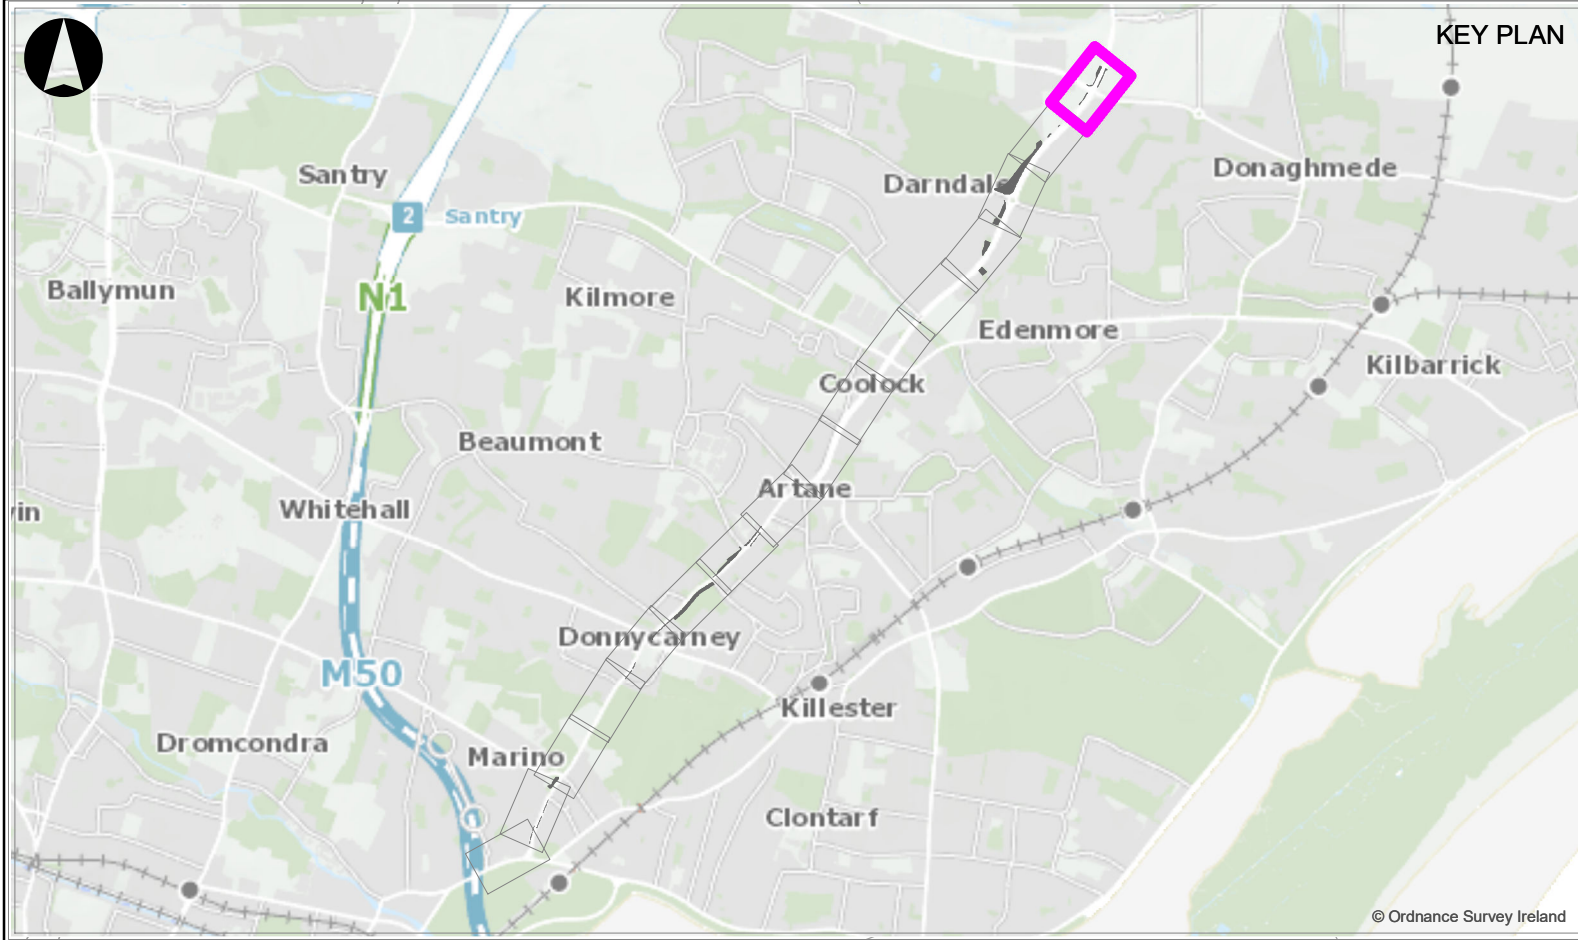 KEY PLAN
Santry
Darndale
Donaghmede
2
Santry
Ballymun
N1
Kilmore
Edenmore
Kilbarrick
Coolock
Beaumont
Artane
Whitehall
vin
Donnycarney
M50
Killester
Dromcondra
Marino
Clontarf
© Ordnance Survey Ireland